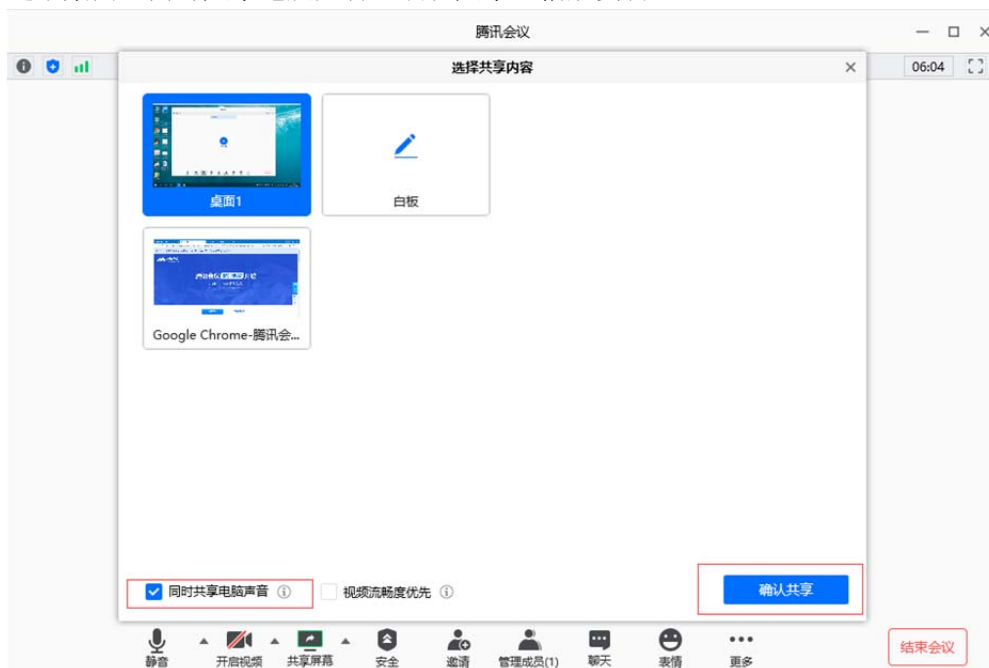 腾讯会议
选择共享内容
06:04
桌面1
白板
Google Chrome-腾讯会...
同时共享电脑声音
视频流畅度优先
确认共享
静音
开启视频
共享屏幕
安全
邀请
管理成员(1)
聊天
表情
更多
结束会议